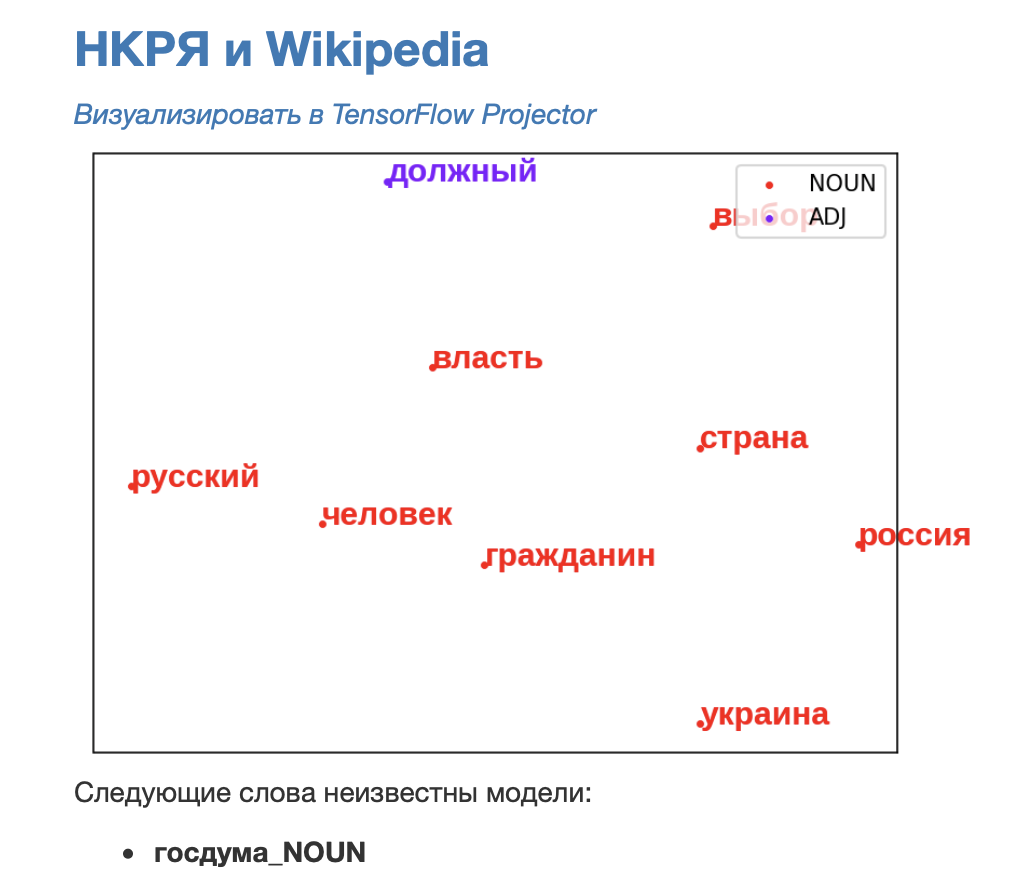 НКРЯ и Wikipedia
Визуализировать в TensorFlow Projector
должный
NOUN
выбор
ADJ
власть
страна
русский
человек
россия
гражданин
украина
Следующие слова неизвестны модели:
• госдума_NOUN